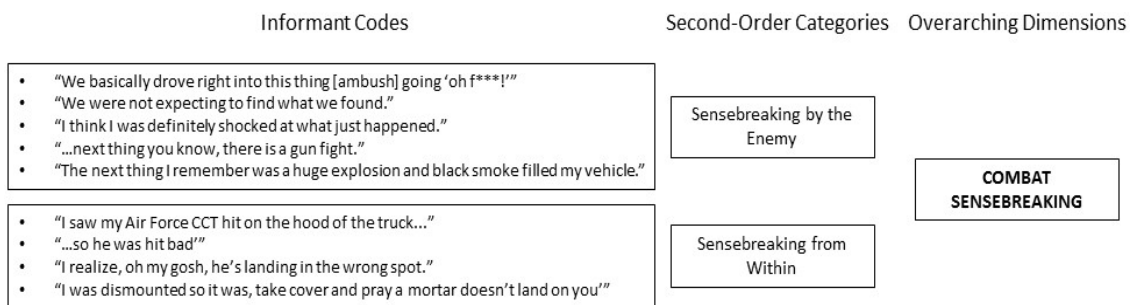 Informant Codes
Second-Order Categories
Overarching Dimensions
• “We basically drove right into this thing [ambush] going ‘oh f***!’”
• “We were not expecting to find what we found.”
• “I think I was definitely shocked at what just happened.”
• “…next thing you know, there is a gun fight.”
• “The next thing I remember was a huge explosion and black smoke filled my vehicle.”
Sensebreaking by the
Enemy
• “I saw my Air Force CCT hit on the hood of the truck...”
• “…so he was hit bad’”
• “I realize, oh my gosh, he’s landing in the wrong spot.”
• “I was dismounted so it was, take cover and pray a mortar doesn’t land on you’”
Sensebreaking from
Within
COMBAT
SENSEBREAKING